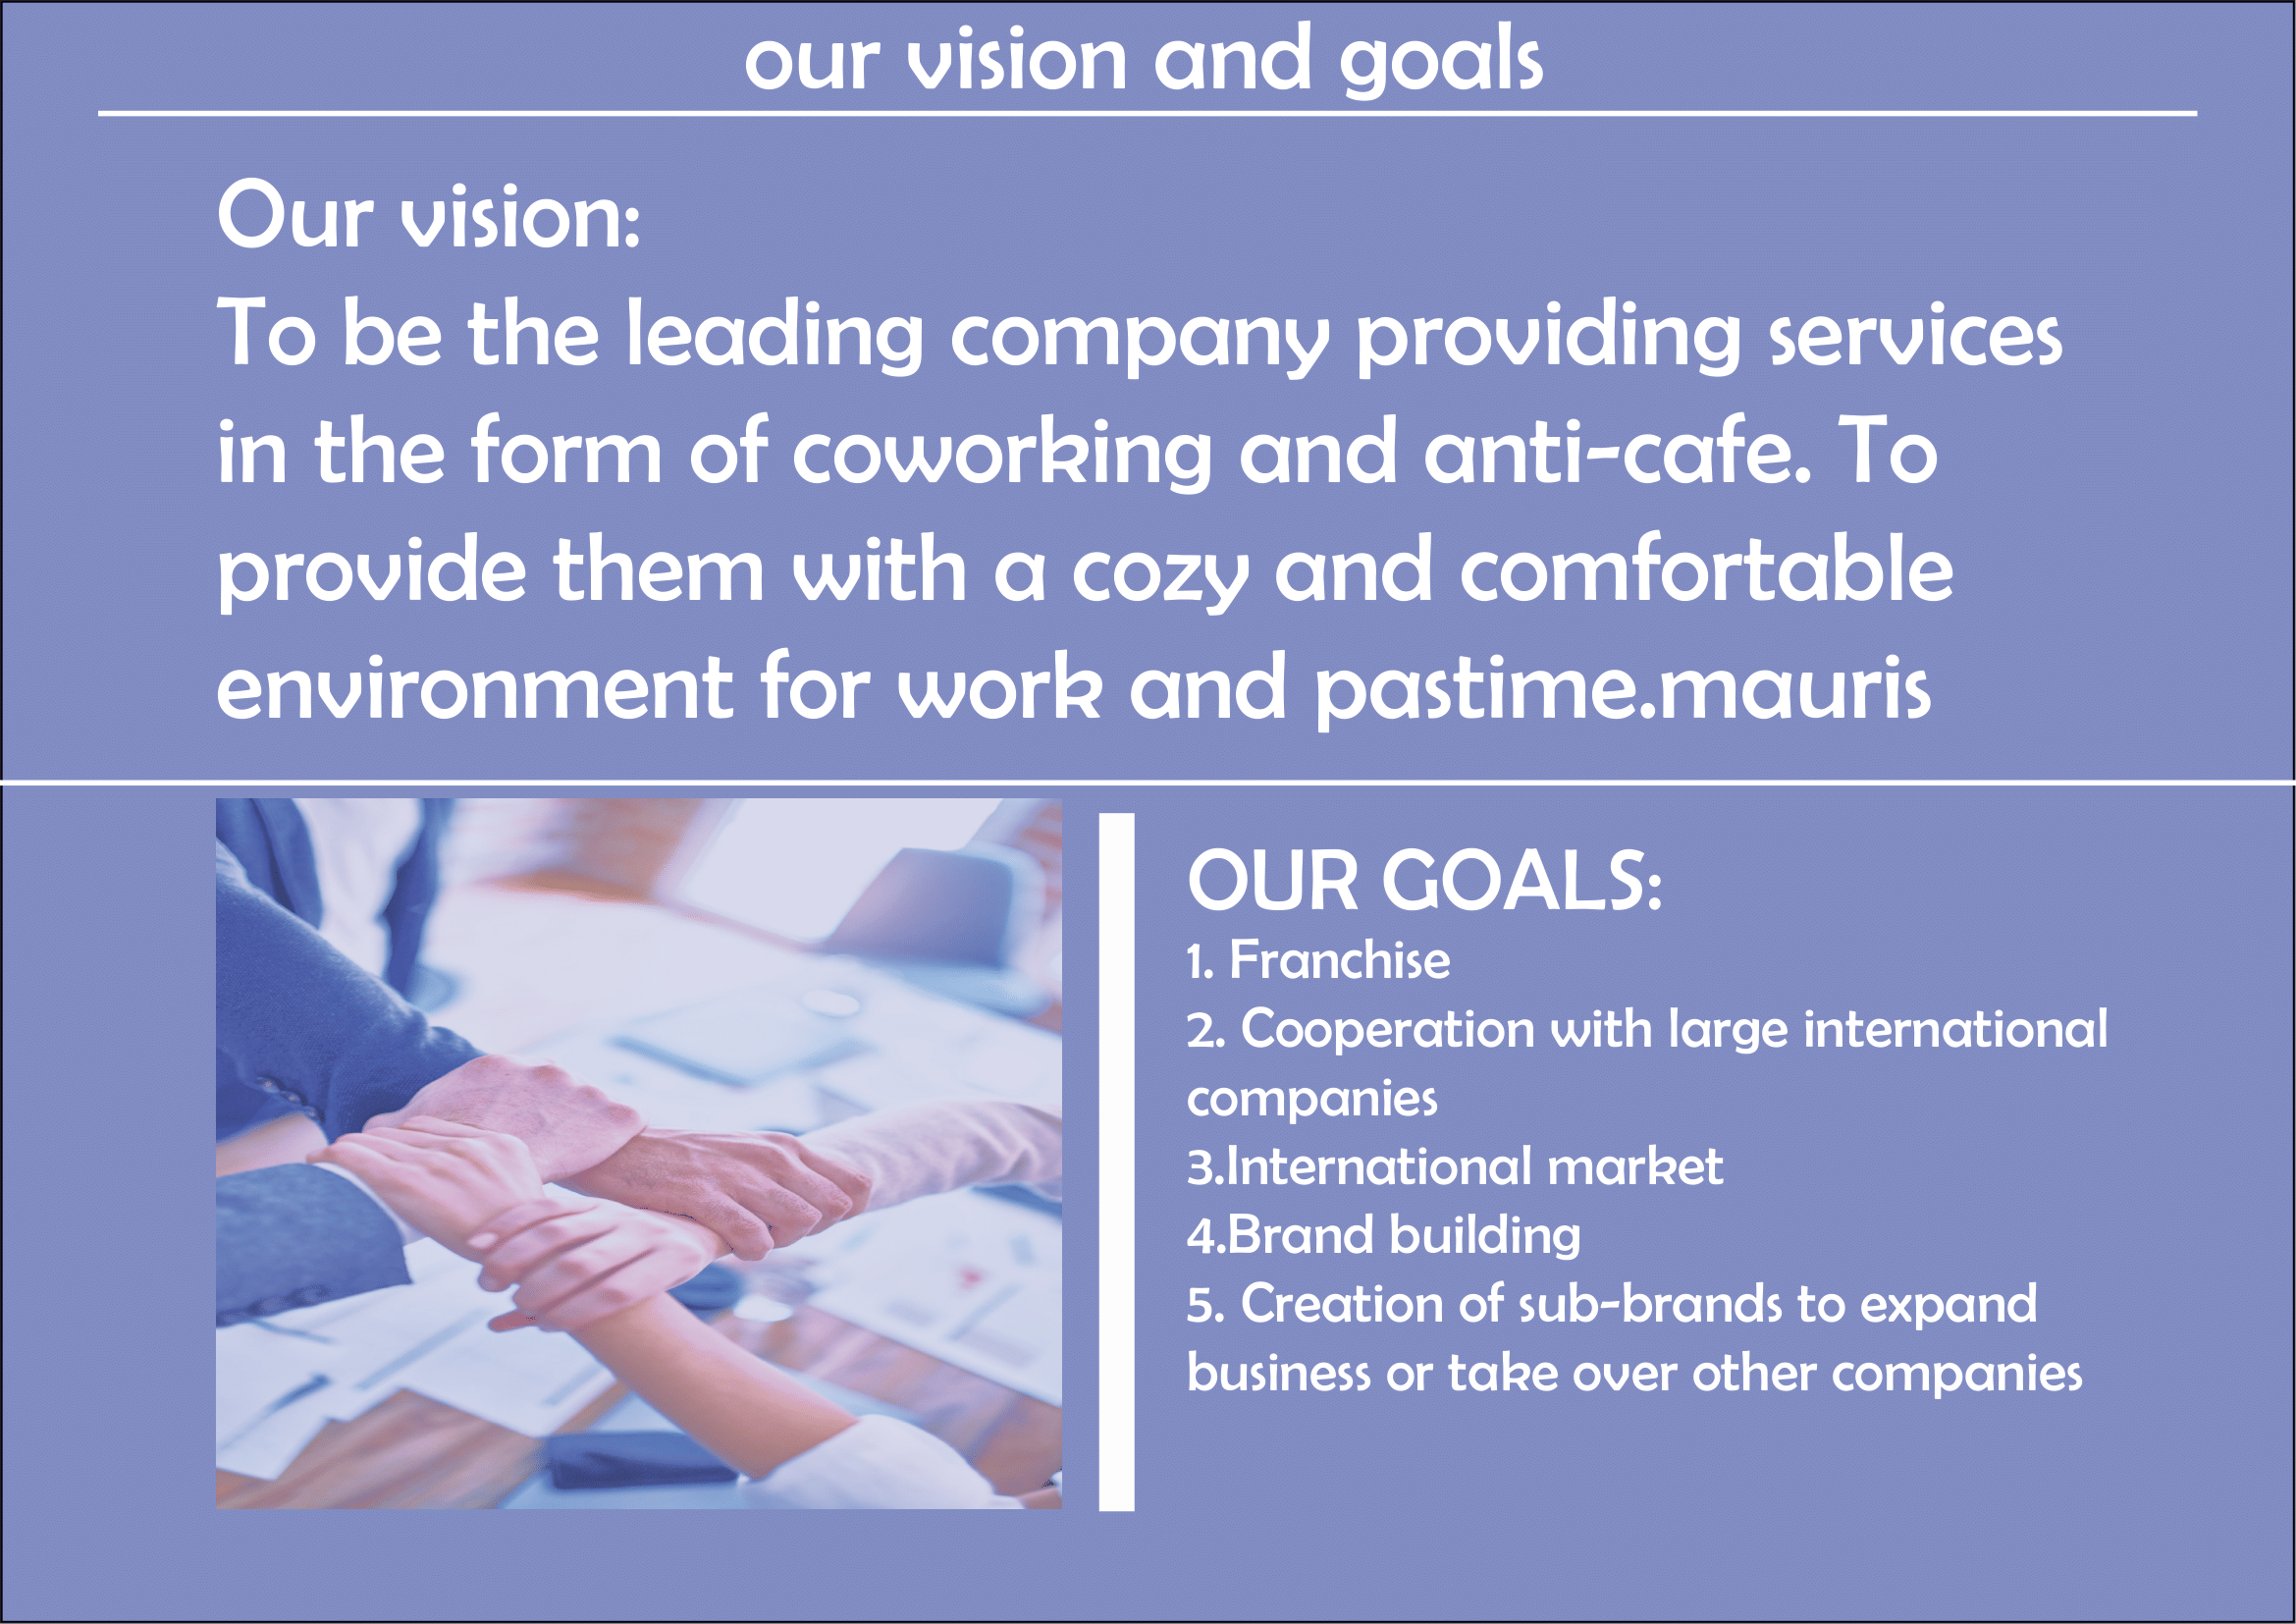 our vision and goals
Our vision:
To be the leading company providing services
in the form of coworking and anti-cafe. To
provide them with a cozy and comfortable
environment for work and pastime.mauris
OUR GOALS:
1. Franchise
2. Cooperation with large international
companies
3.International market
4.Brand building
5. Creation of sub-brands to expand
business or take over other companies